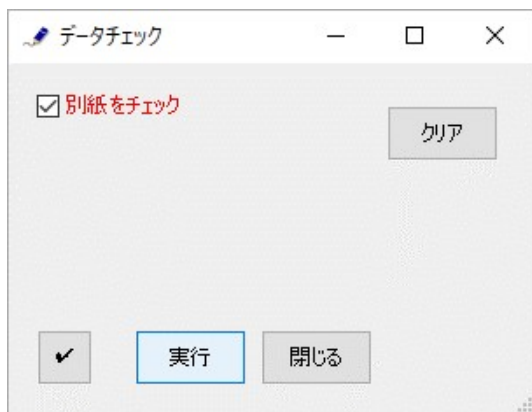 データチェック
別紙をチェック
クリア
✔
実行
閉じる